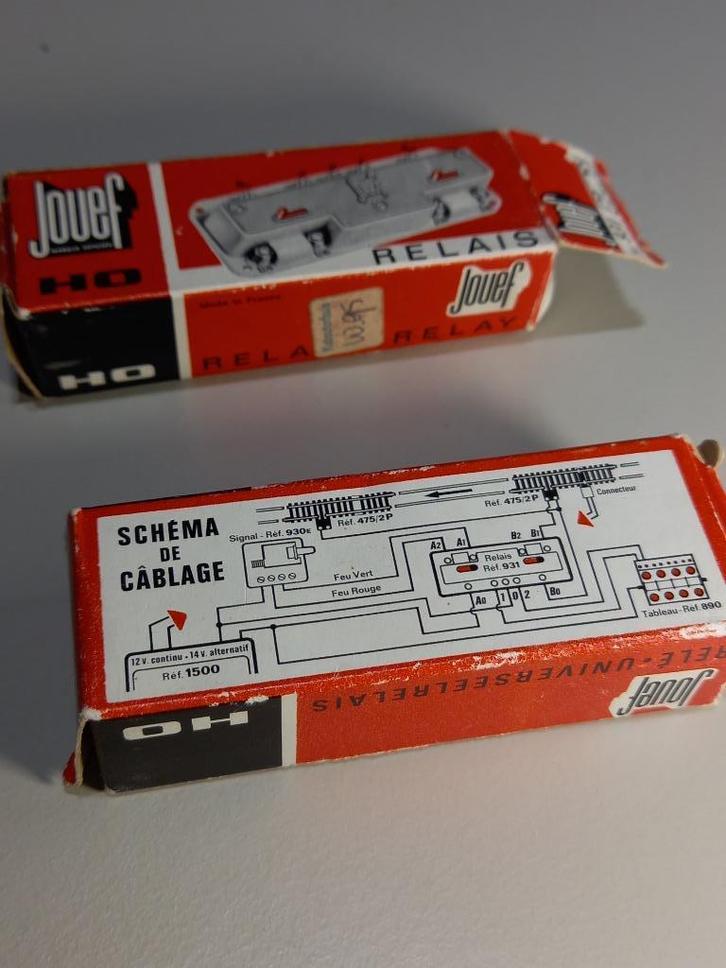 Jouef
HO
RELAIS
Jouef
Jouef
Made in France
RELAY
HO
SCHÉMA
DE
CÂBLAGE
Signal - Réf. 930E
Réf. 475/2P
Réf. 475/2P
Connecteur
A2 A1 B2 B1
Relais
Réf. 931
Feu Vert
Feu Rouge
A0 1 0 2 B0
Tableau-Réf. 890
12 v. continu - 14 v. alternatif
Réf. 1500
RELÉ - UNIVERSEELRELAIS
HO
Jouef